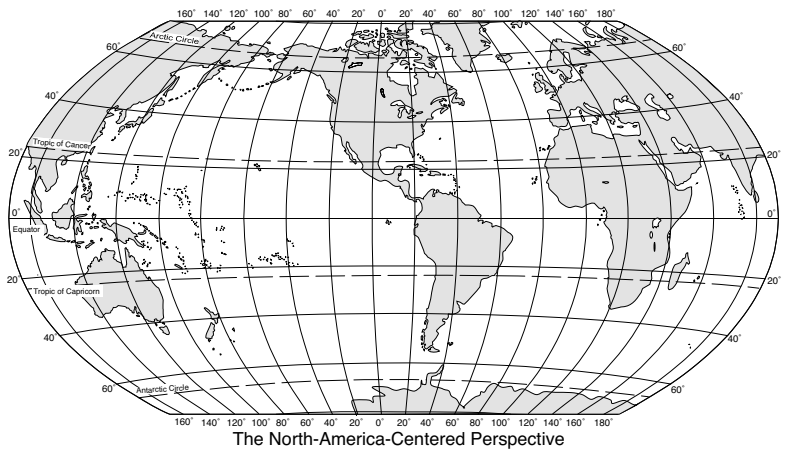 160° 140° 120° 100° 80° 60° 40° 20° 0° 20° 40° 60° 80° 100° 120° 140° 160° 180°
Arctic Circle
60° 60°
40° 40°
Tropic of Cancer
20° 20°
0° 0°
Equator
20° 20°
Tropic of Capricorn
40° 40°
60° 60°
Antarctic Circle
160° 140° 120° 100° 80° 60° 40° 20° 0° 20° 40° 60° 80° 100° 120° 140° 160° 180°
The North-America-Centered Perspective